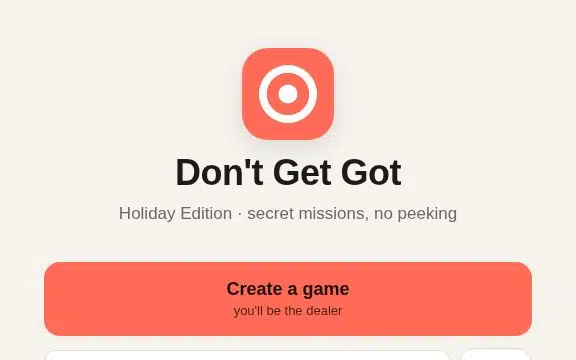 Don't Get Got
Holiday Edition · secret missions, no peeking
Create a game
you'll be the dealer